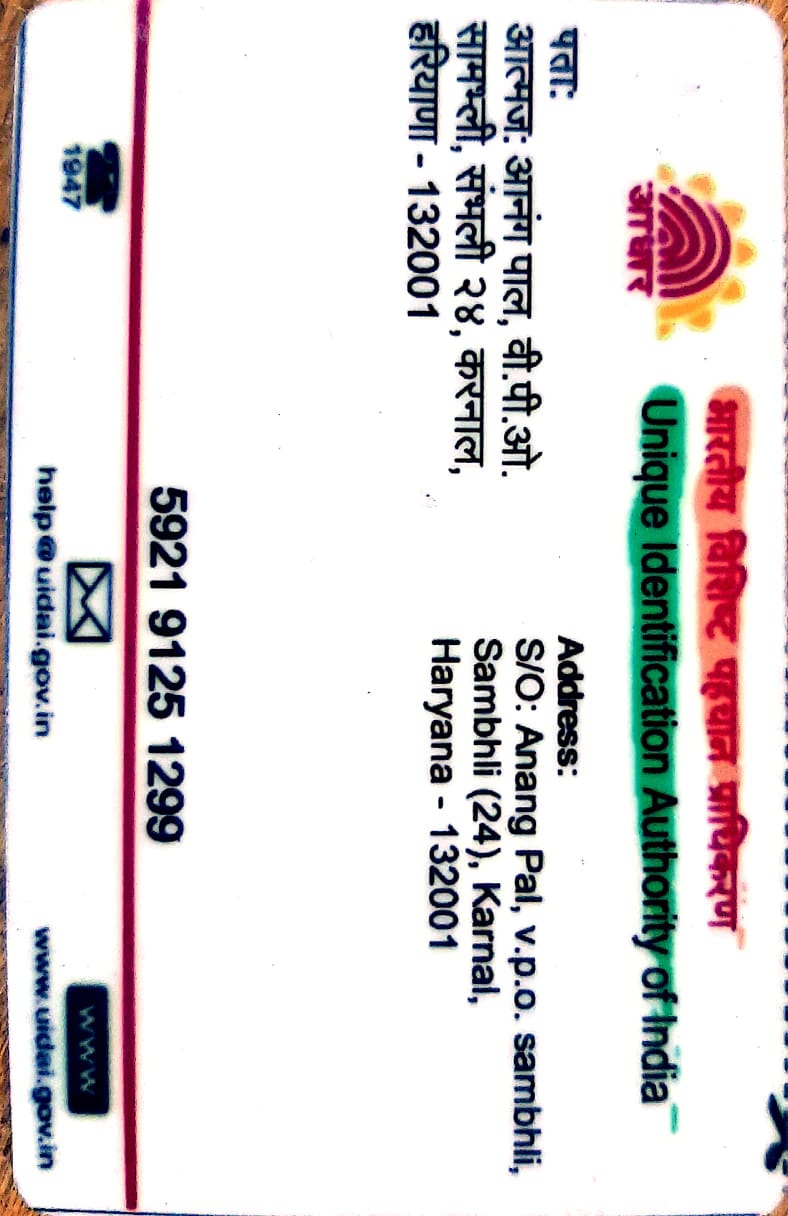 भारतीय विशिष्ट पहचान प्राधिकरण
Unique Identification Authority of India
आधार
पता:
आत्मज: आनंग पाल, वी.पी.ओ.
सामभ्ली, संभली २४, करनाल,
हरियाणा - 132001
Address:
S/O: Anang Pal, v.p.o. sambhli,
Sambhli (24), Karnal,
Haryana - 132001
5921 9125 1299
1947
help@uidai.gov.in
www
www.uidai.gov.in